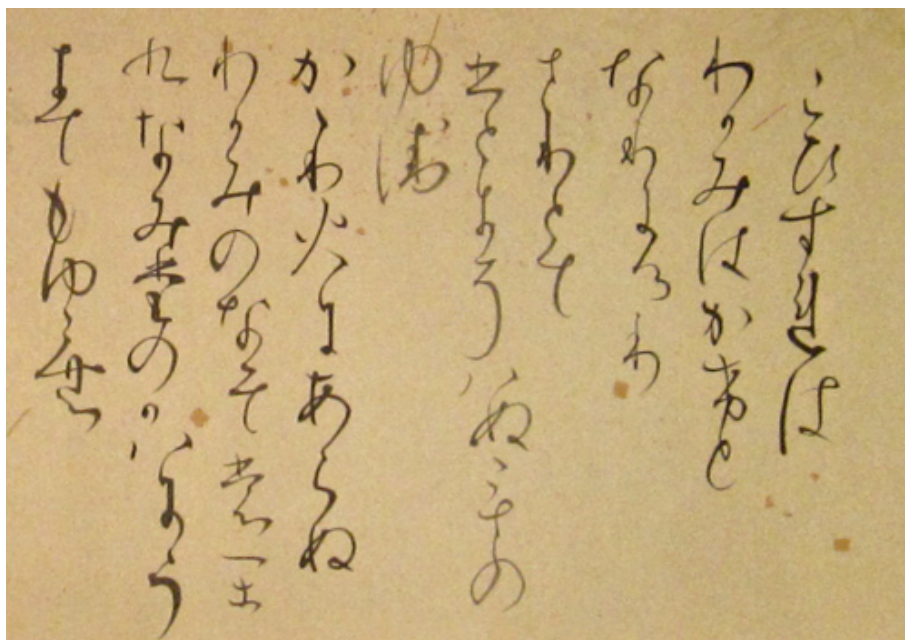 こひすれは
わかみはかけと
なりにけり
さりとて
ひとにそはぬもの
ゆゑ
かゝり火にあらぬ
わかみのなそ
なみたのかはにう
きてもゆらむ